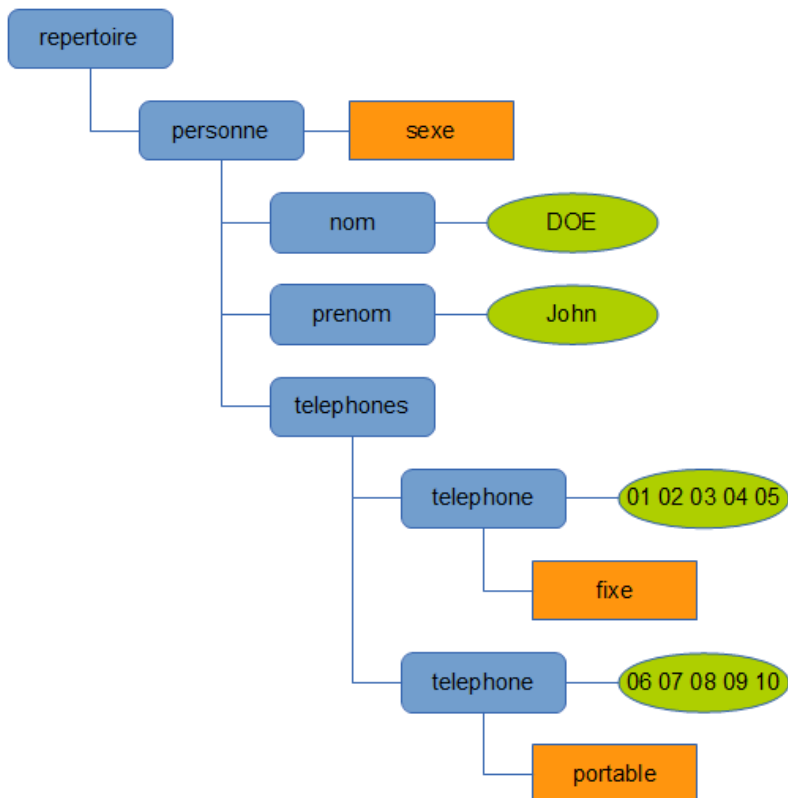 repertoire
personne
sexe
nom
DOE
prenom
John
telephones
telephone
01 02 03 04 05
fixe
telephone
06 07 08 09 10
portable